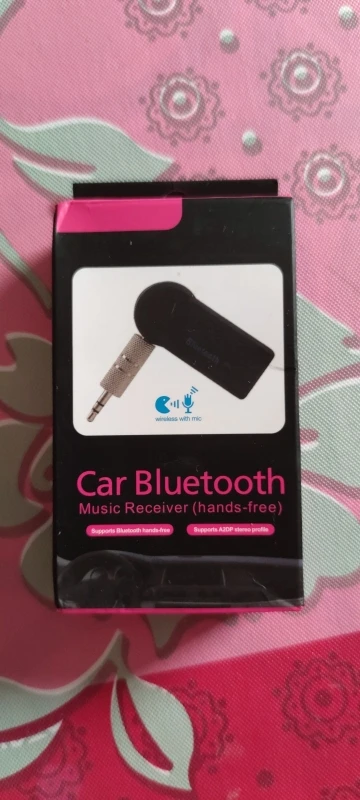 wireless with mic
Car Bluetooth
Music Receiver (hands-free)
Supports Bluetooth hands-free
Supports A2DP stereo profile